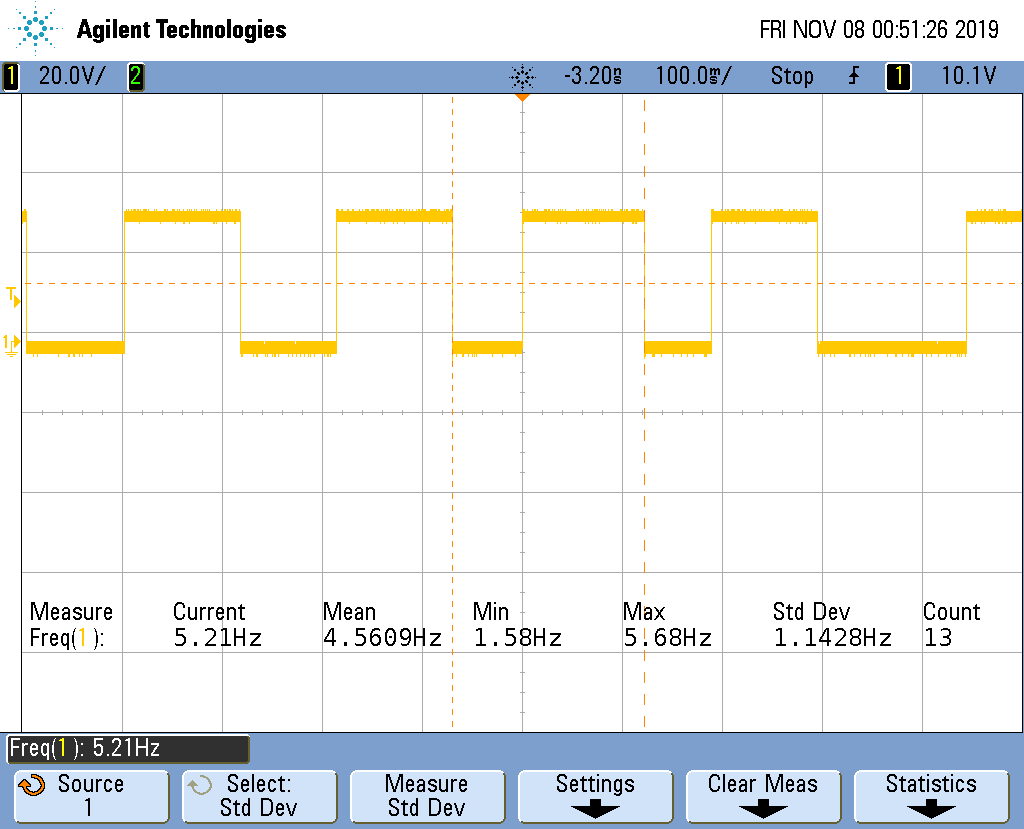 Agilent Technologies FRI NOV 08 00:51:26 2019
1 20.0V/ 2 -3.20s 100.0m/ Stop 1 10.1V
T
1
Measure Current Mean Min Max Std Dev Count
Freq(1): 5.21Hz 4.5609Hz 1.58Hz 5.68Hz 1.1428Hz 13
Freq(1): 5.21Hz
Source Select: Measure Settings Clear Meas Statistics
1 Std Dev Std Dev